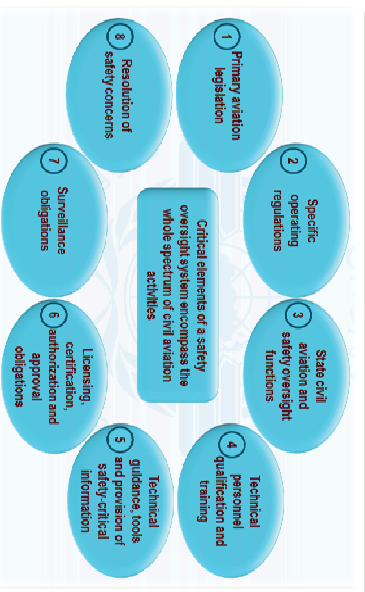 1
Primary aviation
legislation
2
Specific
operating
regulations
3
State civil
aviation and
safety oversight
functions
4
Technical
personnel
qualification and
training
5
Technical
guidance, tools
and provision of
safety-critical
information
6
Licensing,
certification,
authorization and
approval
obligations
7
Surveillance
obligations
8
Resolution of
safety concerns
Critical elements of a safety
oversight system encompass the
whole spectrum of civil aviation
activities